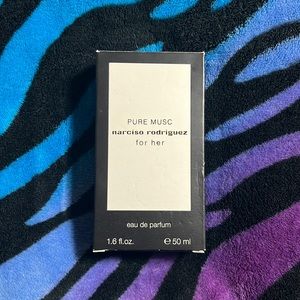 PURE MUSC
narciso rodriguez
for her
eau de parfum
1.6 fl.oz. ℮ 50 ml